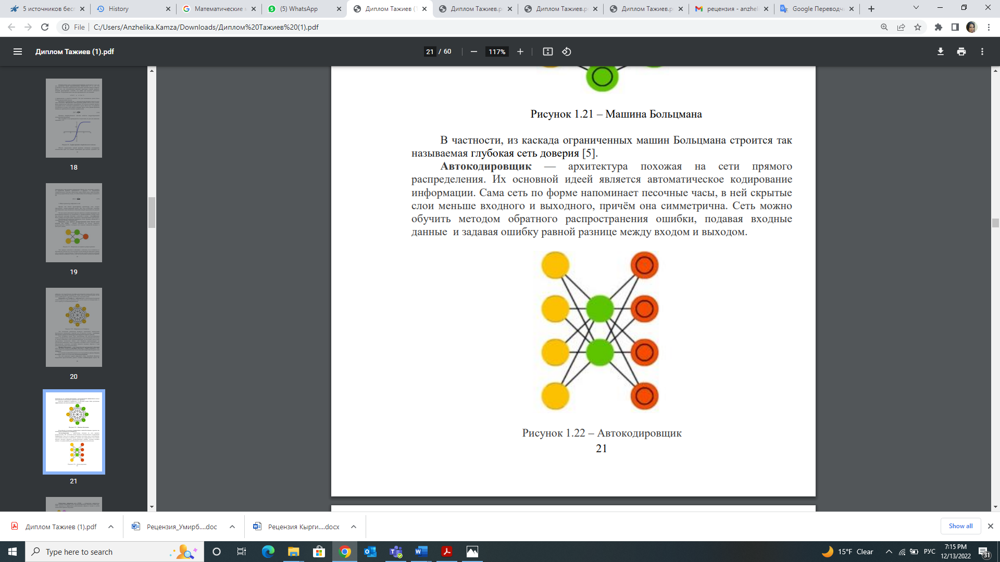 5 источников бесп
History
Математические
(5) WhatsApp
Диплом Тажиев (1
Диплом Тажиев.p
Диплом Тажиев.p
Диплом Тажиев.p
рецензия - anzhel
Google Переводч
File
C:/Users/Anzhelika.Kamza/Downloads/Диплом%20Тажиев%20(1).pdf
Диплом Тажиев (1).pdf
21 / 60
117%
18
19
20
21
Рисунок 1.21 – Машина Больцмана
В частности, из каскада ограниченных машин Больцмана строится так
называемая глубокая сеть доверия [5].
Автокодировщик — архитектура похожая на сети прямого
распределения. Их основной идеей является автоматическое кодирование
информации. Сама сеть по форме напоминает песочные часы, в ней скрытые
слои меньше входного и выходного, причём она симметрична. Сеть можно
обучить методом обратного распространения ошибки, подавая входные
данные и задавая ошибку равной разнице между входом и выходом.
Рисунок 1.22 – Автокодировщик
21
Диплом Тажиев (1).pdf
Рецензия_Умирб....doc
Рецензия Кырги....docx
Show all
Type here to search
15°F Clear
РУС
7:15 PM
12/13/2022
31